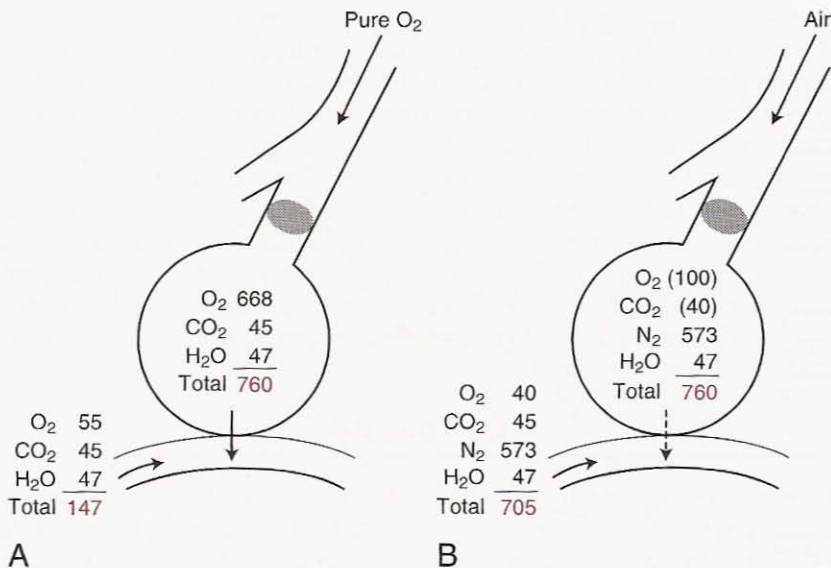 Pure O₂
O₂ 668
CO₂ 45
H₂O 47
Total 760
O₂ 55
CO₂ 45
H₂O 47
Total 147
A
Air
O₂ (100)
CO₂ (40)
N₂ 573
H₂O 47
Total 760
O₂ 40
CO₂ 45
N₂ 573
H₂O 47
Total 705
B